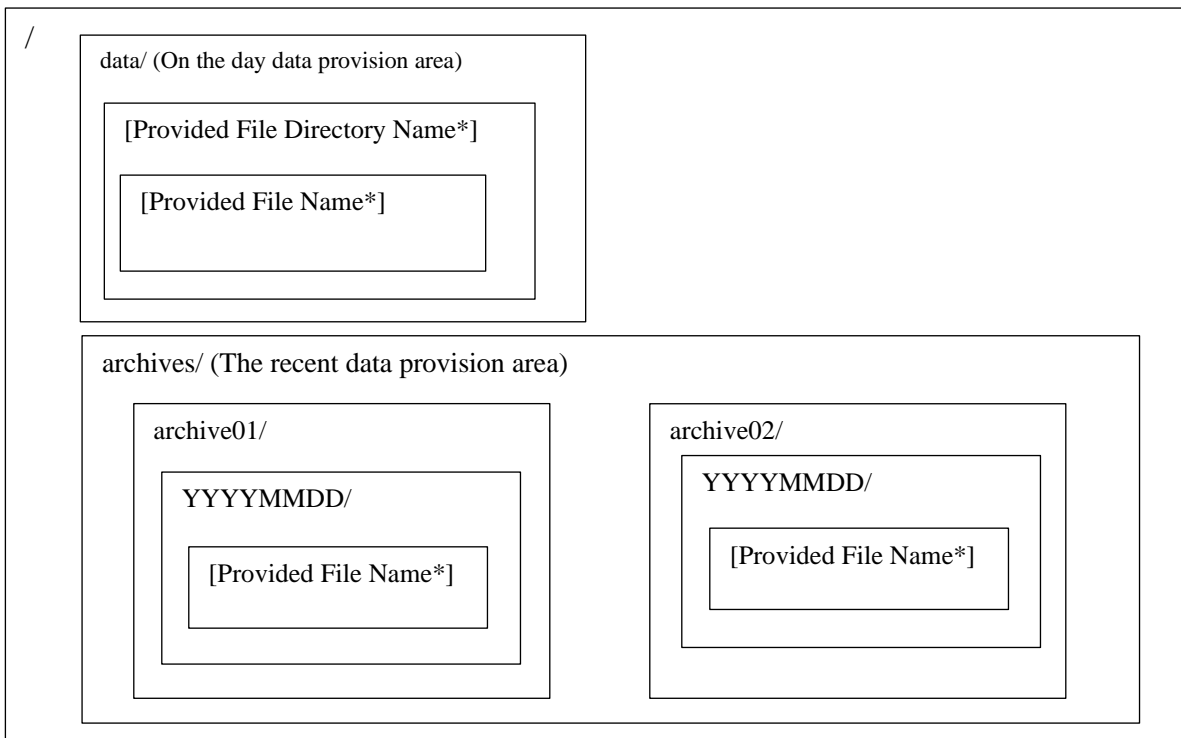 /
data/ (On the day data provision area)
[Provided File Directory Name*]
[Provided File Name*]
archives/ (The recent data provision area)
archive01/
YYYYMMDD/
[Provided File Name*]
archive02/
YYYYMMDD/
[Provided File Name*]